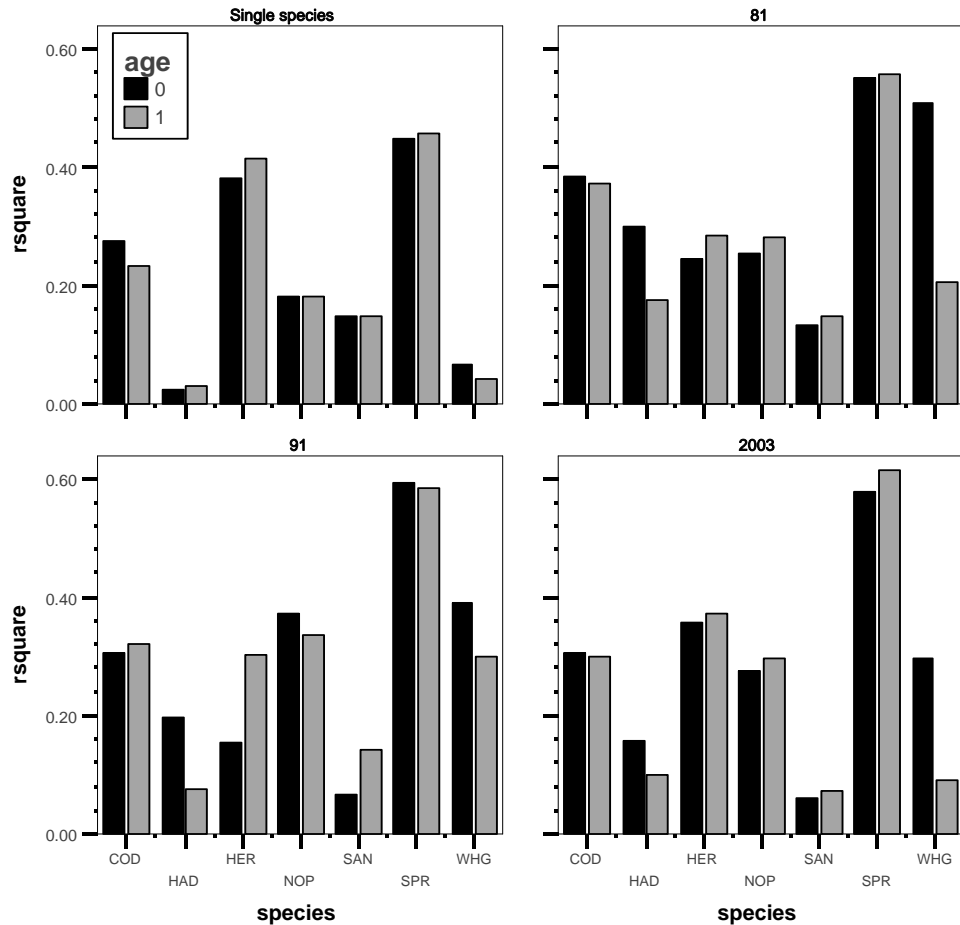 Single species
81
age
0
1
rsquare
0.60
0.40
0.20
0.00
91
2003
rsquare
0.60
0.40
0.20
0.00
COD HER SAN WHG
HAD NOP SPR
COD HER SAN WHG
HAD NOP SPR
species
species